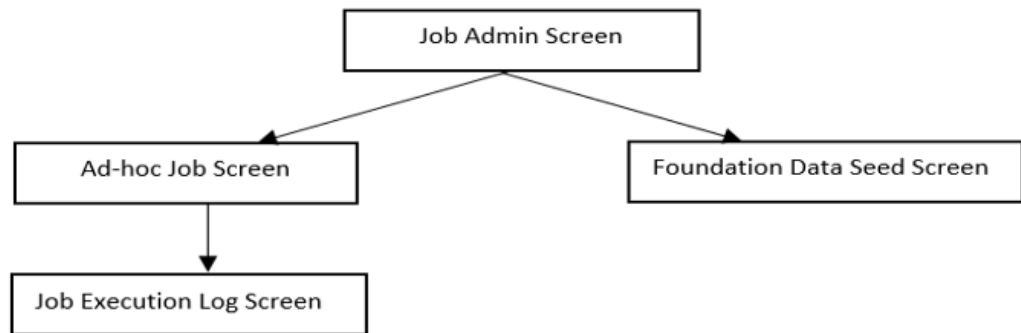 Job Admin Screen
Ad-hoc Job Screen
Foundation Data Seed Screen
Job Execution Log Screen